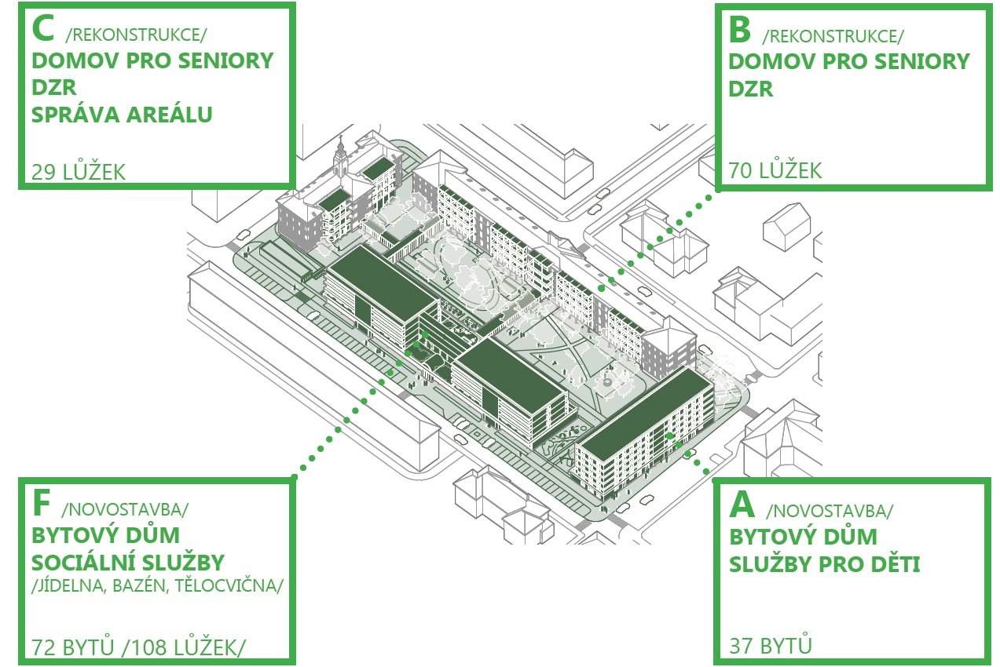 C /REKONSTRUKCE/
DOMOV PRO SENIORY
DZR
SPRÁVA AREÁLU
29 LŮŽEK
B /REKONSTRUKCE/
DOMOV PRO SENIORY
DZR
70 LŮŽEK
F /NOVOSTAVBA/
BYTOVÝ DŮM
SOCIÁLNÍ SLUŽBY
/JÍDELNA, BAZÉN, TĚLOCVIČNA/
72 BYTŮ /108 LŮŽEK/
A /NOVOSTAVBA/
BYTOVÝ DŮM
SLUŽBY PRO DĚTI
37 BYTŮ